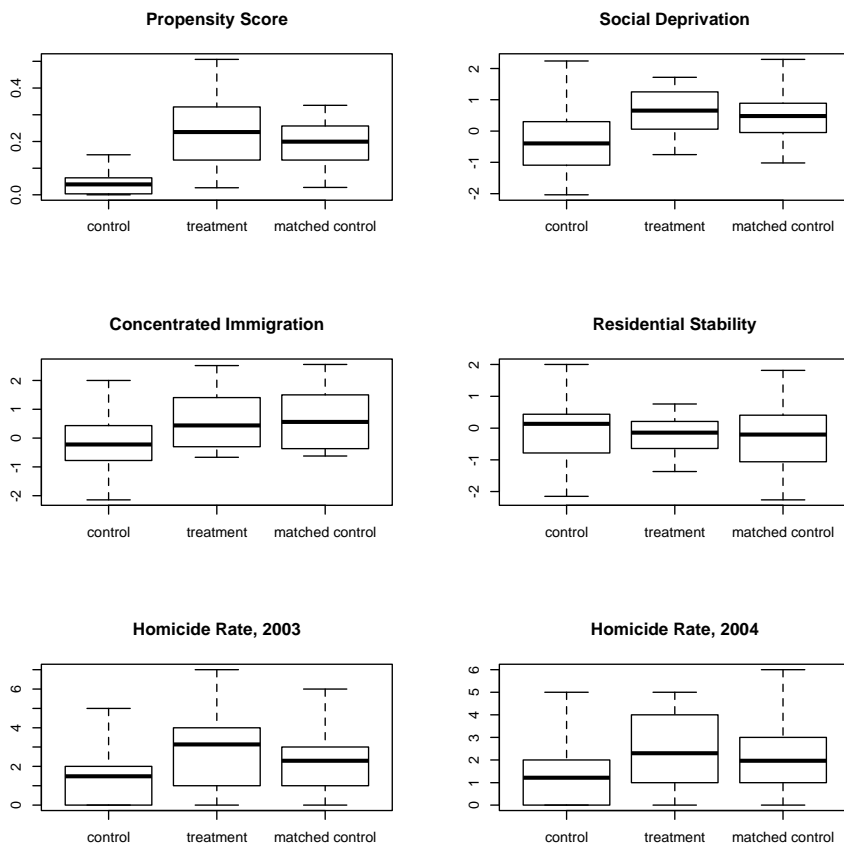 Propensity Score
0.0 0.2 0.4
control treatment matched control
Social Deprivation
-2 -1 0 1 2
control treatment matched control
Concentrated Immigration
-2 -1 0 1 2
control treatment matched control
Residential Stability
-2 -1 0 1 2
control treatment matched control
Homicide Rate, 2003
0 2 4 6
control treatment matched control
Homicide Rate, 2004
0 1 2 3 4 5 6
control treatment matched control